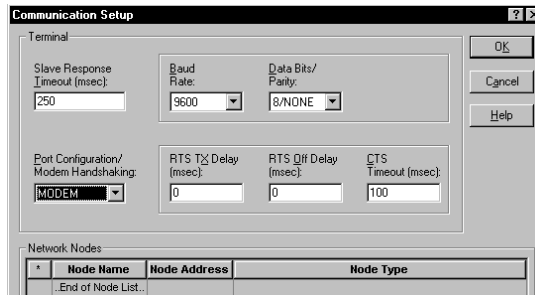 Communication Setup
Terminal
OK
Cancel
Help
Slave Response
Timeout (msec):
250
Baud
Rate:
9600
Data Bits/
Parity:
8/NONE
Port Configuration/
Modem Handshaking:
MODEM
RTS TX Delay
(msec):
0
RTS Off Delay
(msec):
0
CTS
Timeout (msec):
100
Network Nodes
* Node Name Node Address Node Type
..End of Node List..